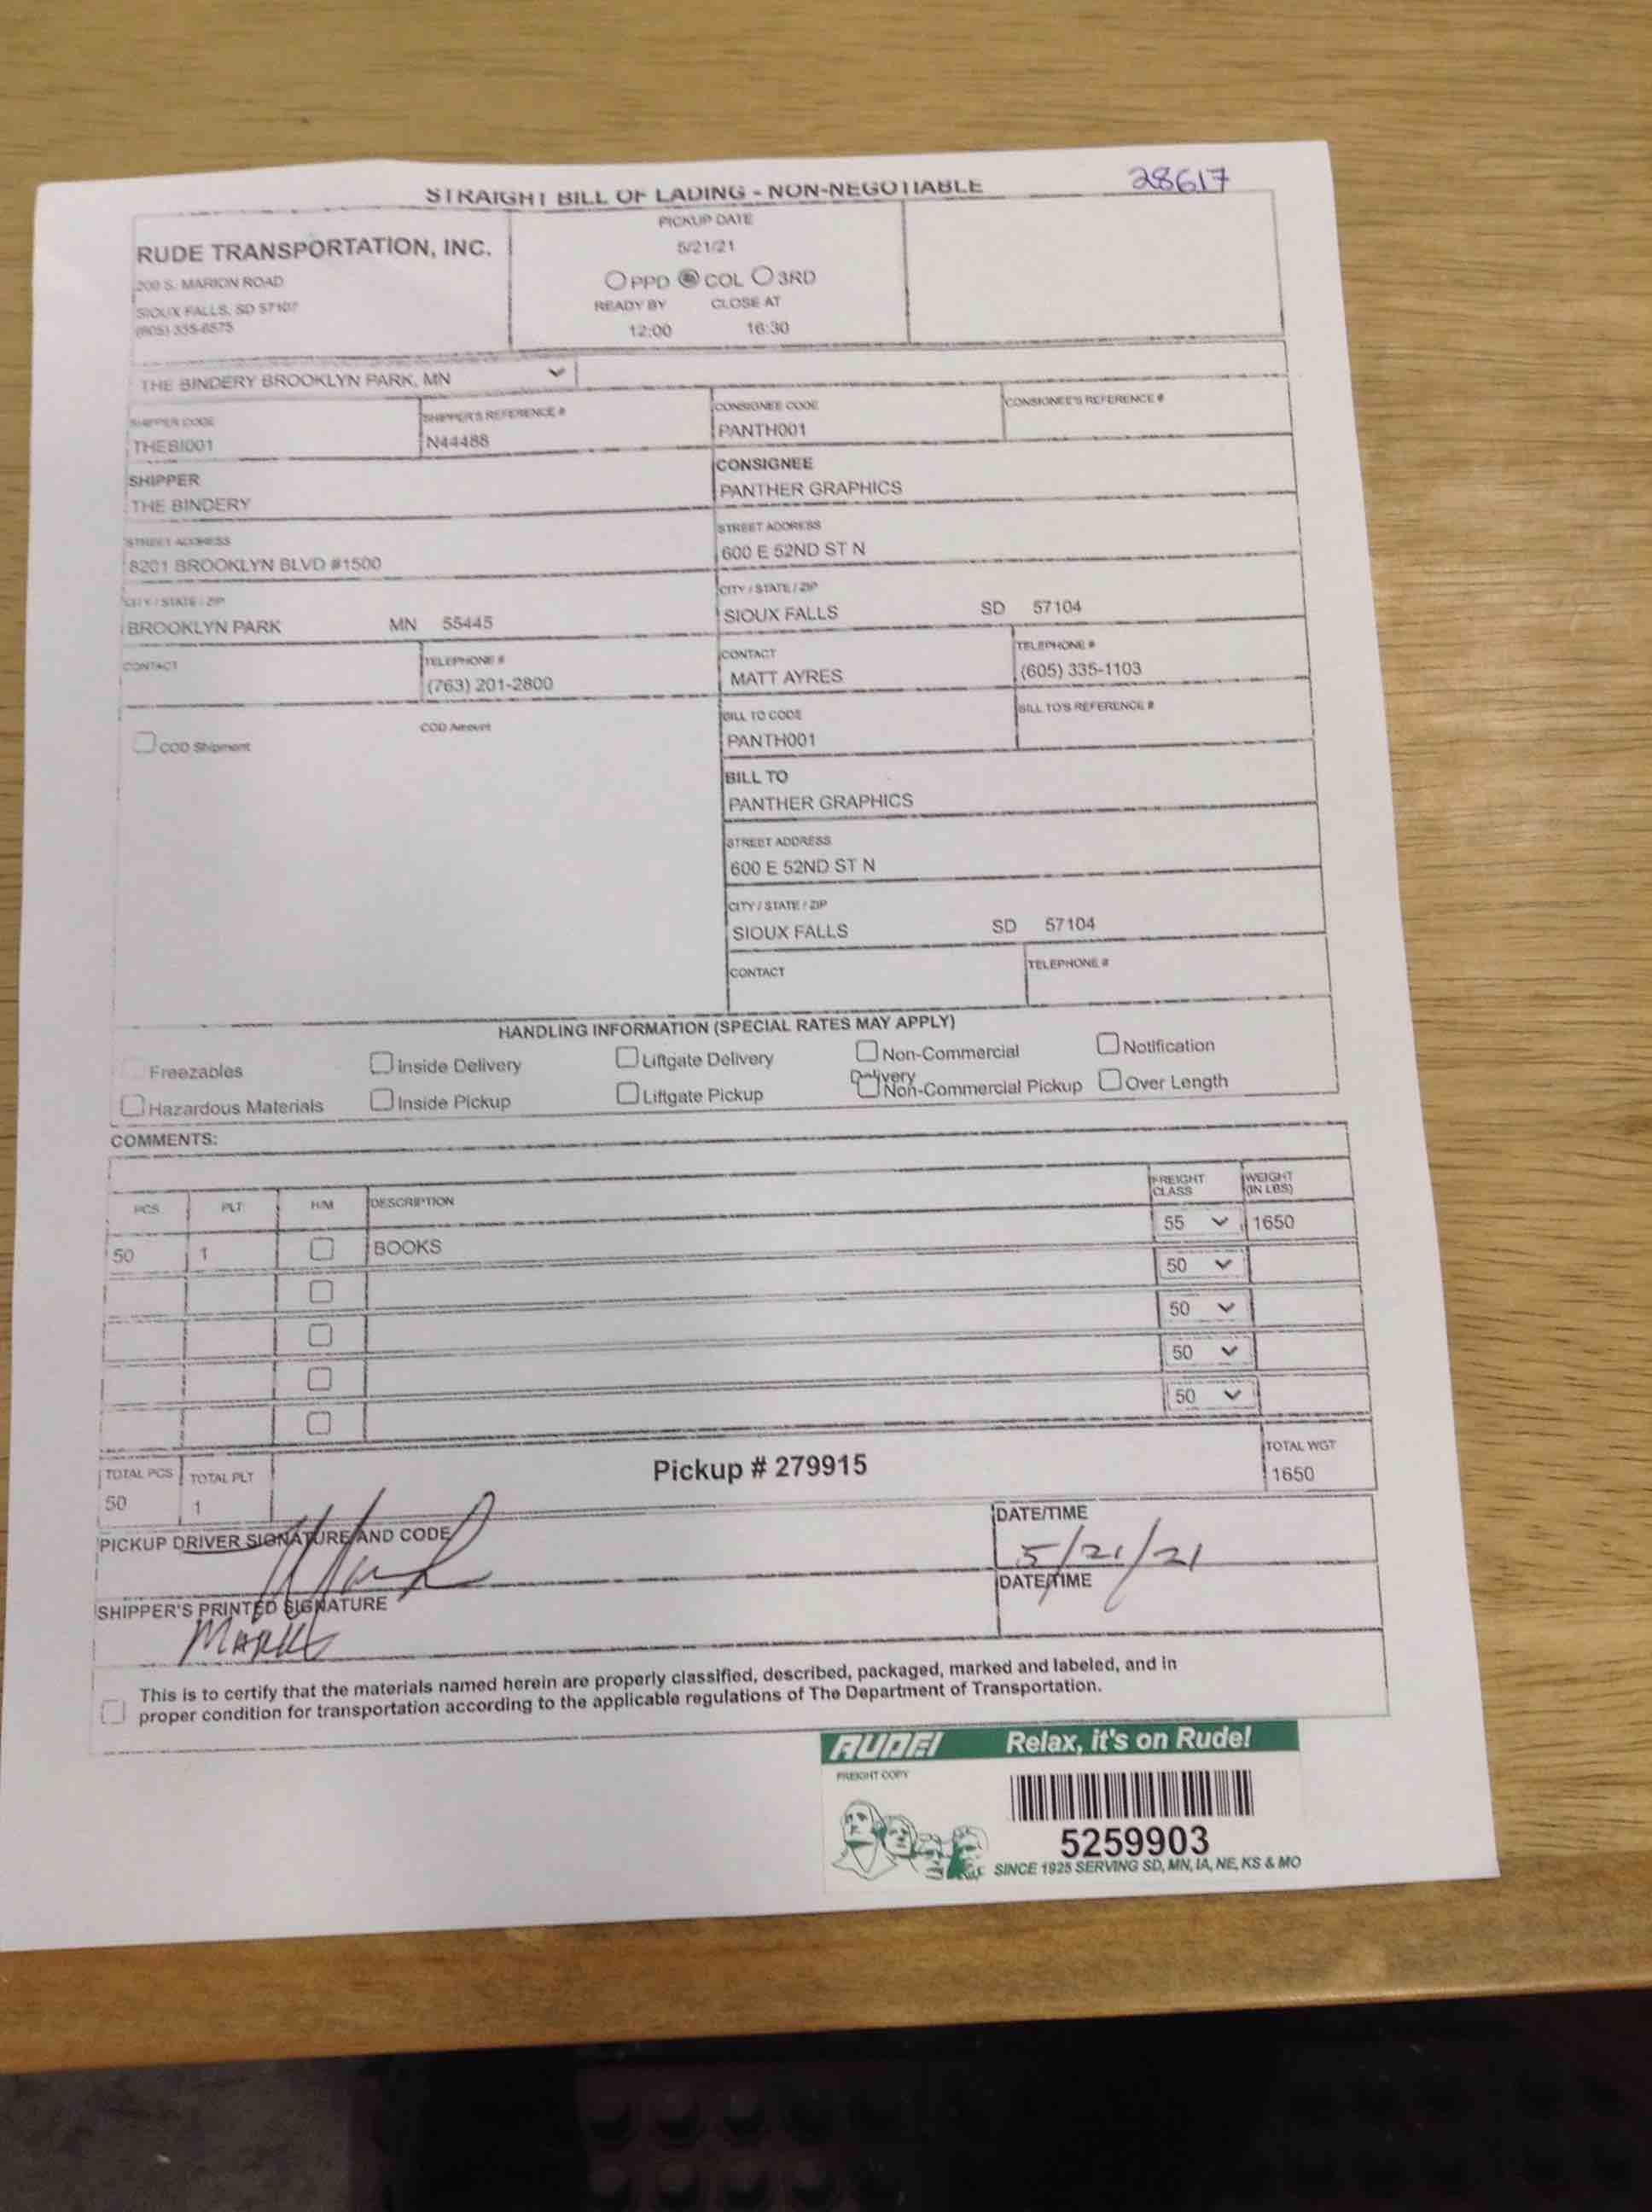 28617
STRAIGHT BILL OF LADING - NON-NEGOTIABLE
RUDE TRANSPORTATION, INC.
200 S. MARION ROAD
SIOUX FALLS, SD 57107
(605) 335-6575
PICKUP DATE
5/21/21
PPD COL 3RD
READY BY CLOSE AT
12:00 16:30
THE BINDERY BROOKLYN PARK, MN
SHIPPER CODE SHIPPER'S REFERENCE # CONSIGNEE CODE CONSIGNEE'S REFERENCE #
THEBI001 N44488 PANTH001
SHIPPER CONSIGNEE
THE BINDERY PANTHER GRAPHICS
STREET ADDRESS STREET ADDRESS
8201 BROOKLYN BLVD #1500 600 E 52ND ST N
CITY / STATE / ZIP CITY / STATE / ZIP
BROOKLYN PARK MN 55445 SIOUX FALLS SD 57104
CONTACT TELEPHONE # CONTACT TELEPHONE #
(763) 201-2800 MATT AYRES (605) 335-1103
COD Shipment COD Amount BILL TO CODE BILL TO'S REFERENCE #
PANTH001
BILL TO
PANTHER GRAPHICS
STREET ADDRESS
600 E 52ND ST N
CITY / STATE / ZIP
SIOUX FALLS SD 57104
CONTACT TELEPHONE #
HANDLING INFORMATION (SPECIAL RATES MAY APPLY)
Freezables Inside Delivery Liftgate Delivery Non-Commercial Delivery Notification
Hazardous Materials Inside Pickup Liftgate Pickup Non-Commercial Pickup Over Length
COMMENTS:
PCS PLT H/M DESCRIPTION FREIGHT CLASS WEIGHT (IN LBS)
50 1 BOOKS 55 1650
50
50
50
50
TOTAL PCS TOTAL PLT Pickup # 279915 TOTAL WGT
50 1 1650
PICKUP DRIVER SIGNATURE AND CODE DATE/TIME
5/21/21
SHIPPER'S PRINTED SIGNATURE DATE/TIME
MARK
This is to certify that the materials named herein are properly classified, described, packaged, marked and labeled, and in
proper condition for transportation according to the applicable regulations of The Department of Transportation.
RUDE! Relax, it's on Rude!
FREIGHT COPY
5259903
SINCE 1925 SERVING SD, MN, IA, NE, KS & MO